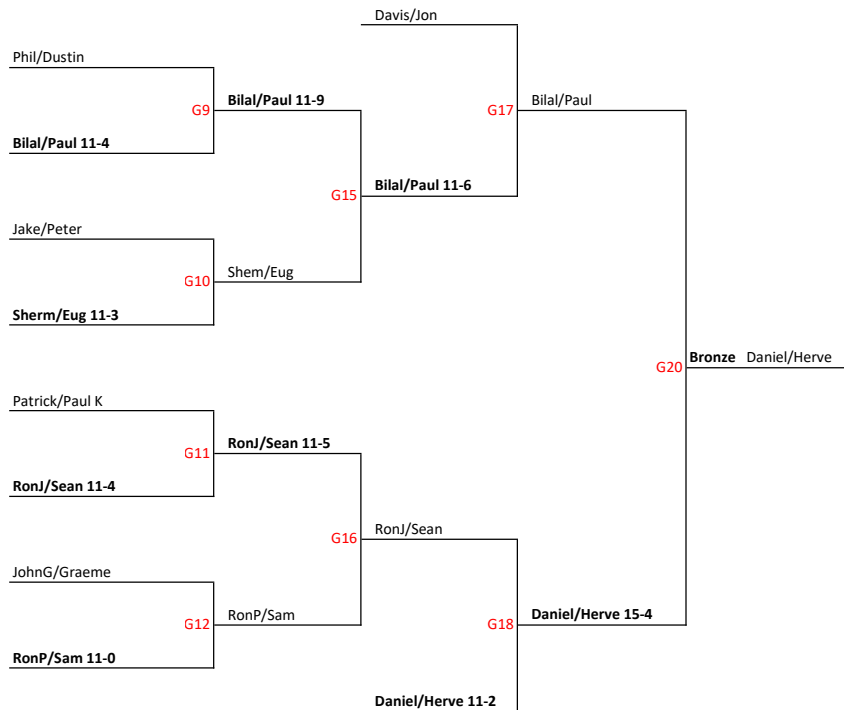 Davis/Jon
Phil/Dustin
G9 Bilal/Paul 11-9 G17 Bilal/Paul
Bilal/Paul 11-4
G15 Bilal/Paul 11-6
Jake/Peter
G10 Shem/Eug
Sherm/Eug 11-3
G20 Bronze Daniel/Herve
Patrick/Paul K
G11 RonJ/Sean 11-5
RonJ/Sean 11-4
G16 RonJ/Sean
JohnG/Graeme
G12 RonP/Sam G18 Daniel/Herve 15-4
RonP/Sam 11-0
Daniel/Herve 11-2